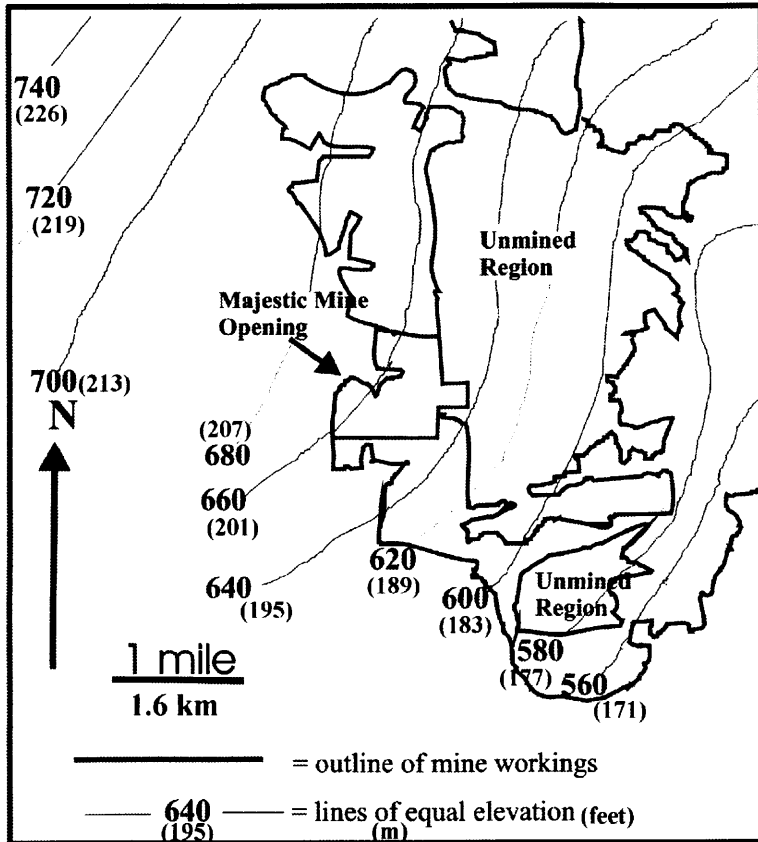 740
(226)
720
(219)
Unmined
Region
Majestic Mine
Opening
700(213)
N
(207)
680
660
(201)
640
(195)
620
(189)
600
(183)
Unmined
Region
580
(177)
560
(171)
1 mile
1.6 km
= outline of mine workings
640 = lines of equal elevation (feet)
(195) (m)